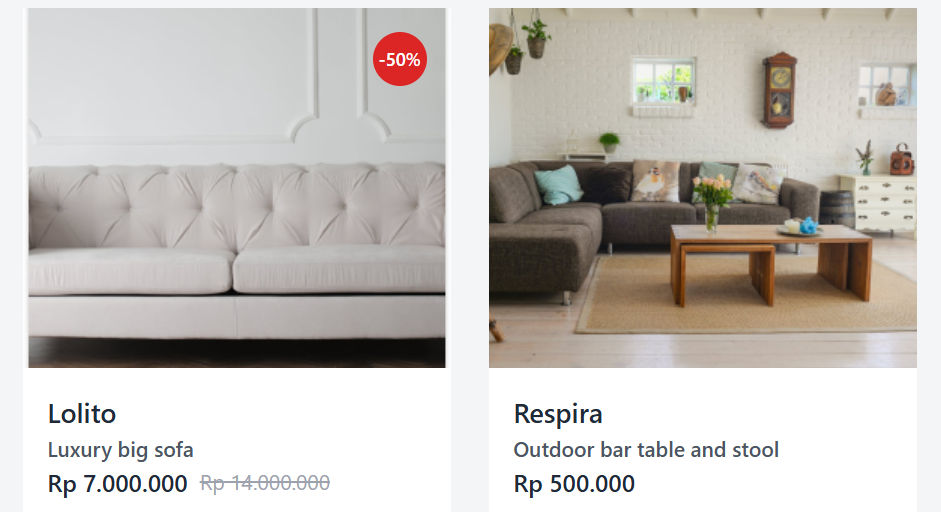 -50%
Lolito
Luxury big sofa
Rp 7.000.000 Rp 14.000.000
Respira
Outdoor bar table and stool
Rp 500.000